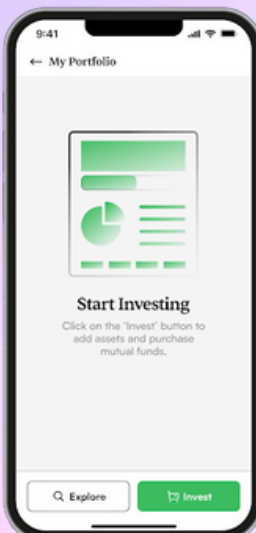 9:41
← My Portfolio
Start Investing
Click on the 'Invest' button to
add assets and purchase
mutual funds.
Explore
Invest